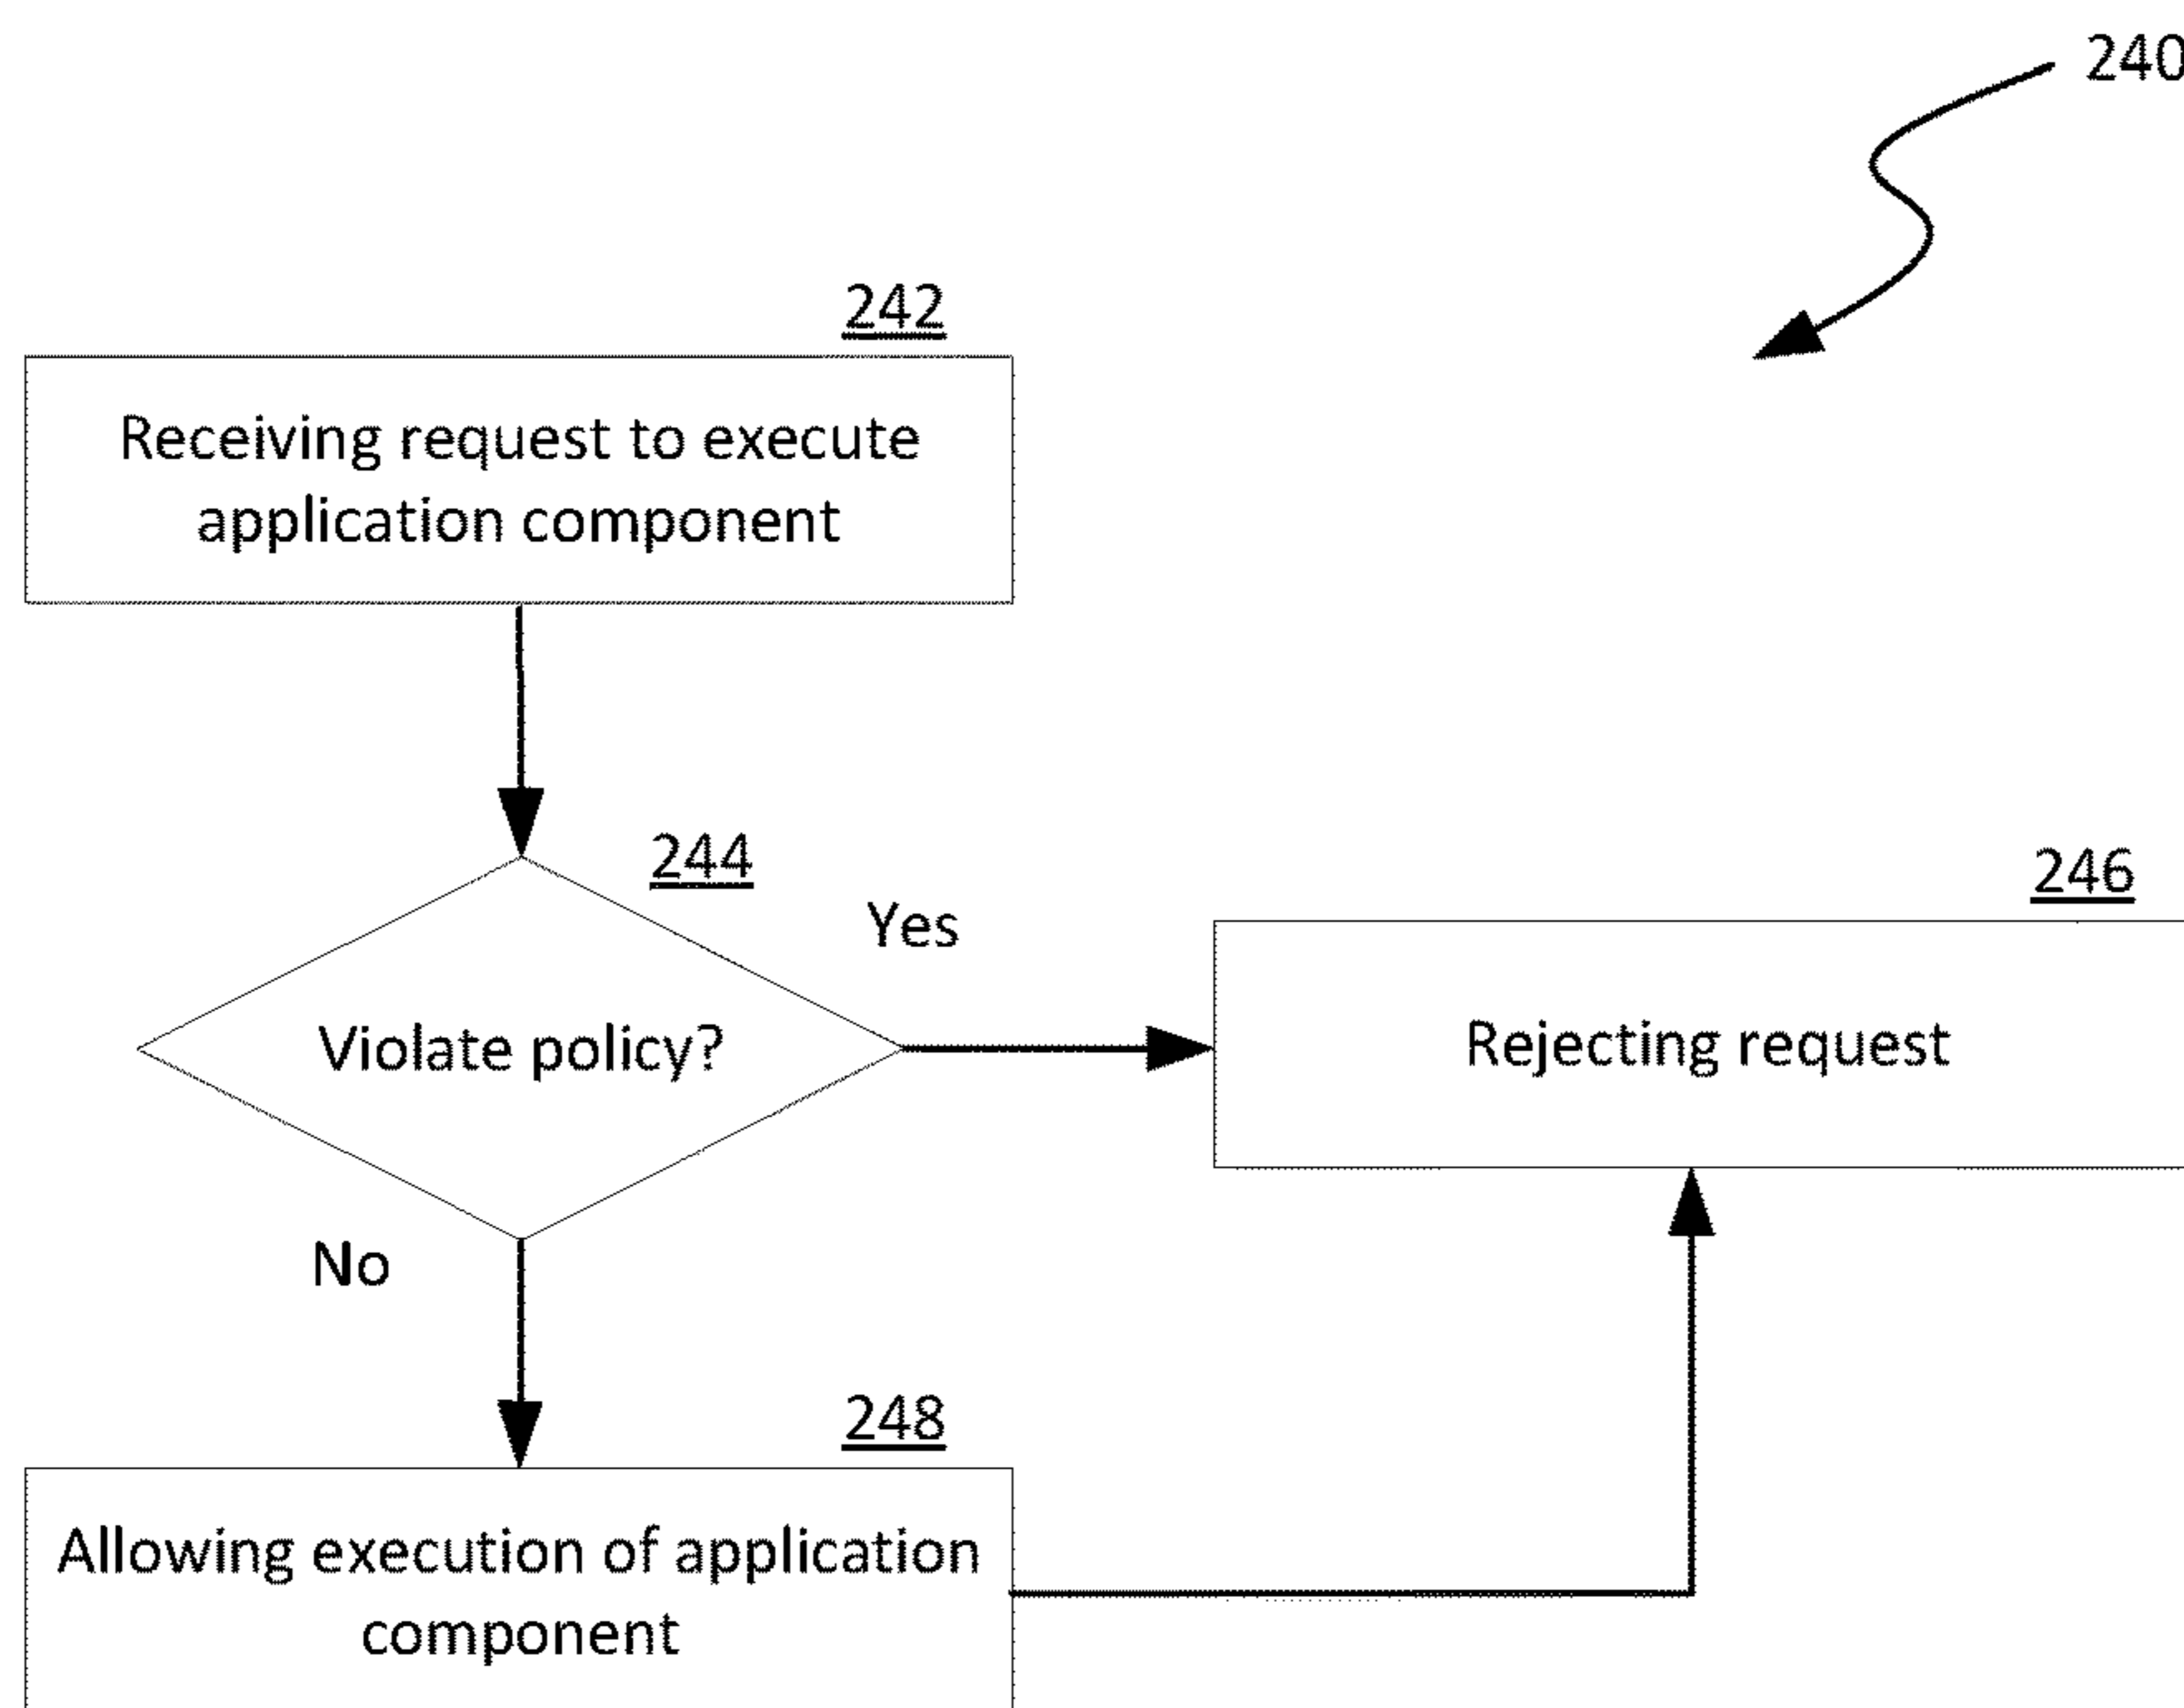 240
242
Receiving request to execute
application component
244
Yes
246
Violate policy?
Rejecting request
No
248
Allowing execution of application
component